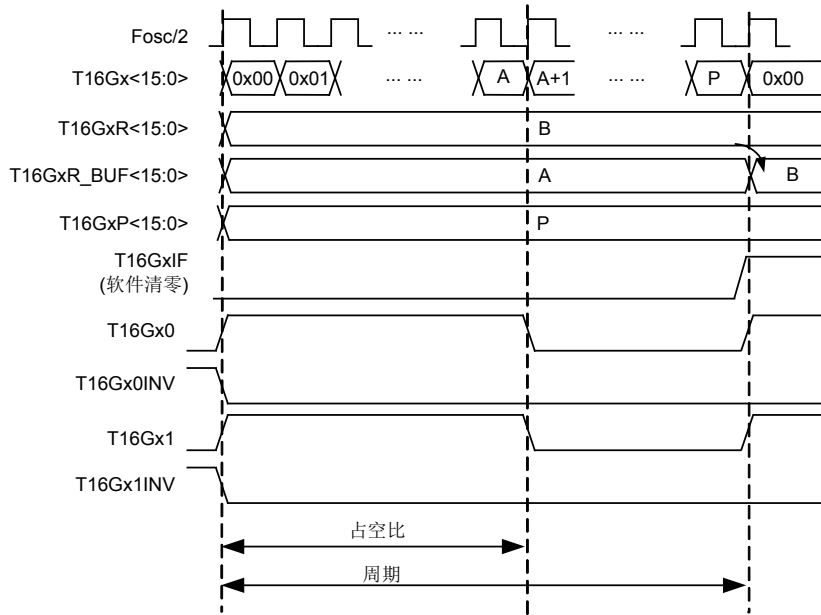 Fosc/2
... ...
... ...
T16Gx<15:0>
0x00
0x01
... ...
A
A+1
... ...
P
0x00
T16GxR<15:0>
B
T16GxR_BUF<15:0>
A
B
T16GxP<15:0>
P
T16GxIF
(软件清零)
T16Gx0
T16Gx0INV
T16Gx1
T16Gx1INV
占空比
周期